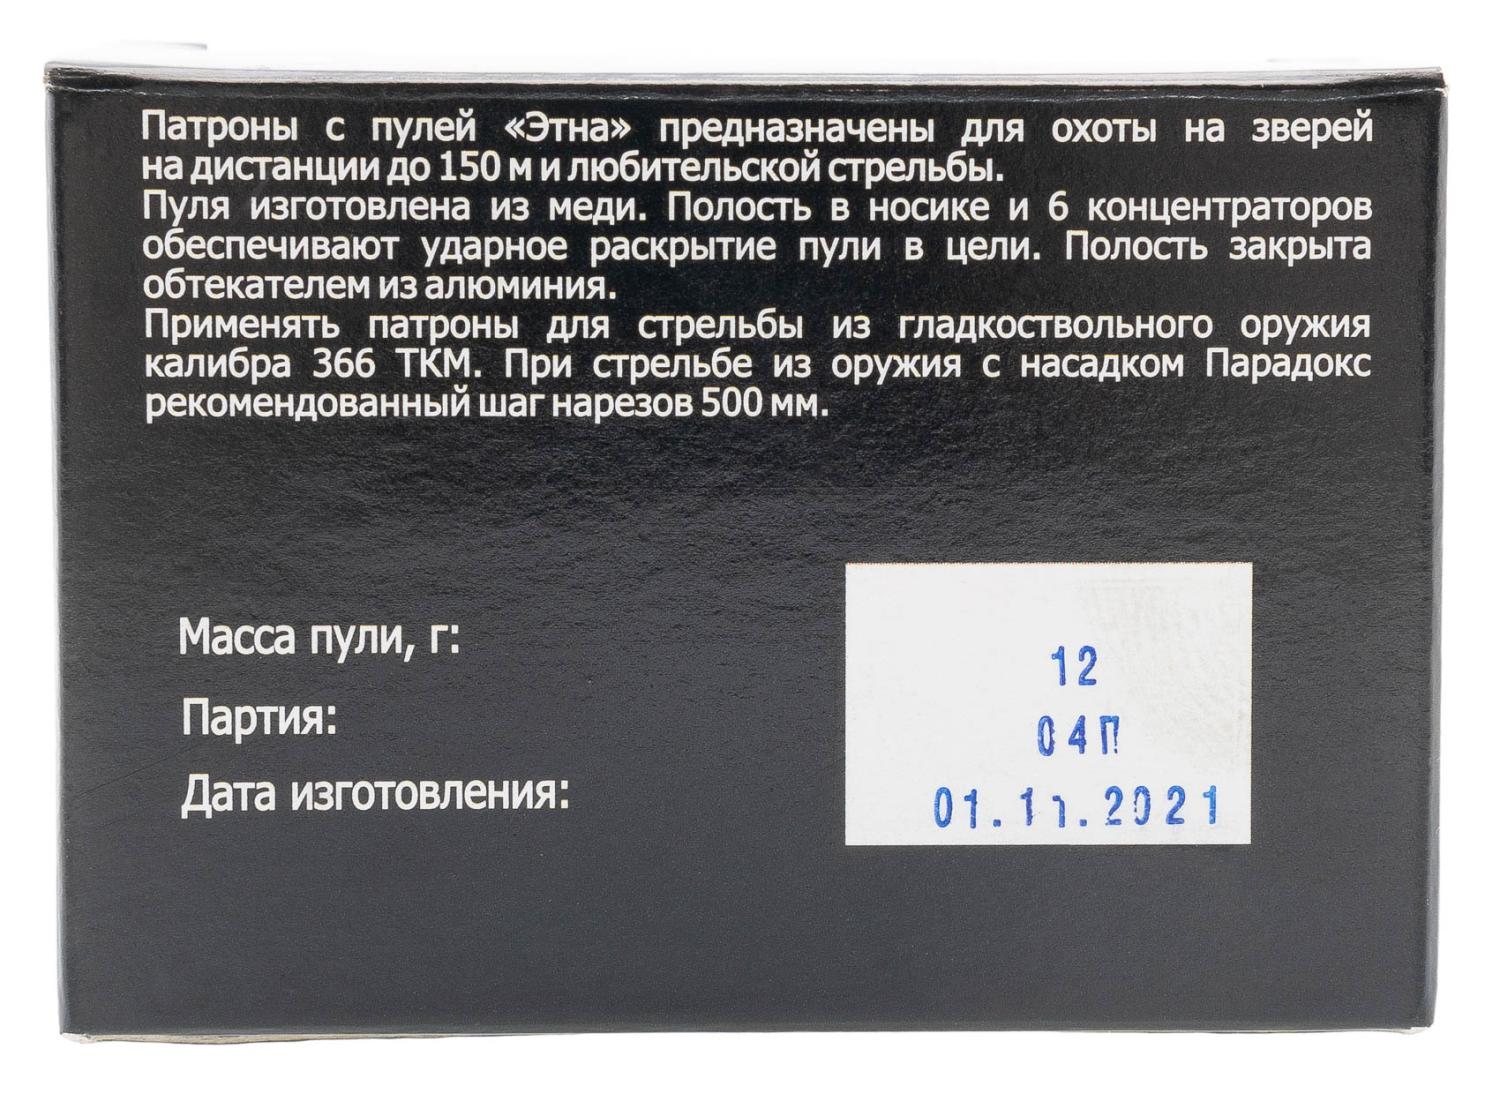 Патроны с пулей «Этна» предназначены для охоты на зверей
на дистанции до 150 м и любительской стрельбы.
Пуля изготовлена из меди. Полость в носике и 6 концентраторов
обеспечивают ударное раскрытие пули в цели. Полость закрыта
обтекателем из алюминия.
Применять патроны для стрельбы из гладкоствольного оружия
калибра 366 ТКМ. При стрельбе из оружия с насадком Парадокс
рекомендованный шаг нарезов 500 мм.
Масса пули, г: 12
Партия: 04П
Дата изготовления: 01.11.2021